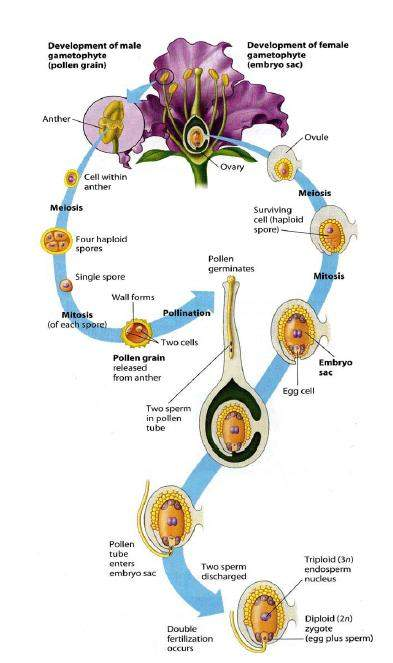 Development of male
gametophyte
(pollen grain)
Development of female
gametophyte
(embryo sac)
Anther
Ovule
Ovary
Cell within
anther
Meiosis
Meiosis
Surviving
cell (haploid
spore)
Four haploid
spores
Pollen
germinates
Single spore
Mitosis
Wall forms
Mitosis
(of each spore)
Pollination
Two cells
Pollen grain
released
from anther
Embryo
sac
Egg cell
Two sperm
in pollen
tube
Pollen
tube
enters
embryo sac
Two sperm
discharged
Triploid (3n)
endosperm
nucleus
Double
fertilization
occurs
Diploid (2n)
zygote
(egg plus sperm)